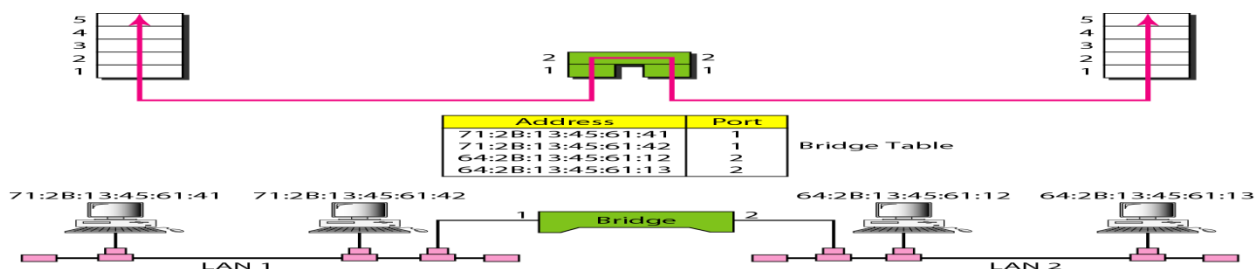 5
4
3
2
1
2
1
2
1
5
4
3
2
1
Address Port
71:2B:13:45:61:41 1
71:2B:13:45:61:42 1
64:2B:13:45:61:12 2
64:2B:13:45:61:13 2
Bridge Table
71:2B:13:45:61:41 71:2B:13:45:61:42 64:2B:13:45:61:12 64:2B:13:45:61:13
1 Bridge 2
LAN 1 LAN 2